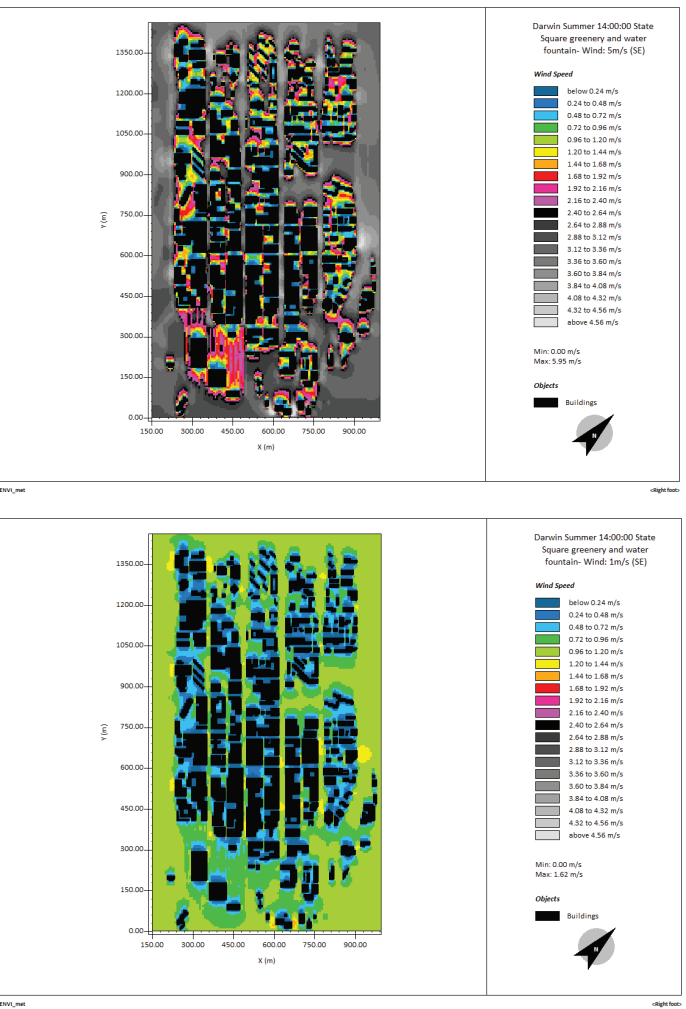 Darwin Summer 14:00:00 State
Square greenery and water
fountain- Wind: 5m/s (SE)
Wind Speed
below 0.24 m/s
0.24 to 0.48 m/s
0.48 to 0.72 m/s
0.72 to 0.96 m/s
0.96 to 1.20 m/s
1.20 to 1.44 m/s
1.44 to 1.68 m/s
1.68 to 1.92 m/s
1.92 to 2.16 m/s
2.16 to 2.40 m/s
2.40 to 2.64 m/s
2.64 to 2.88 m/s
2.88 to 3.12 m/s
3.12 to 3.36 m/s
3.36 to 3.60 m/s
3.60 to 3.84 m/s
3.84 to 4.08 m/s
4.08 to 4.32 m/s
4.32 to 4.56 m/s
above 4.56 m/s
Min: 0.00 m/s
Max: 5.95 m/s
Objects
Buildings
N
1350.00
1200.00
1050.00
900.00
750.00
600.00
450.00
300.00
150.00
0.00
Y (m)
150.00 300.00 450.00 600.00 750.00 900.00
X (m)
ENVI_met
<Right foot>
Darwin Summer 14:00:00 State
Square greenery and water
fountain- Wind: 1m/s (SE)
Wind Speed
below 0.24 m/s
0.24 to 0.48 m/s
0.48 to 0.72 m/s
0.72 to 0.96 m/s
0.96 to 1.20 m/s
1.20 to 1.44 m/s
1.44 to 1.68 m/s
1.68 to 1.92 m/s
1.92 to 2.16 m/s
2.16 to 2.40 m/s
2.40 to 2.64 m/s
2.64 to 2.88 m/s
2.88 to 3.12 m/s
3.12 to 3.36 m/s
3.36 to 3.60 m/s
3.60 to 3.84 m/s
3.84 to 4.08 m/s
4.08 to 4.32 m/s
4.32 to 4.56 m/s
above 4.56 m/s
Min: 0.00 m/s
Max: 1.62 m/s
Objects
Buildings
N
1350.00
1200.00
1050.00
900.00
750.00
600.00
450.00
300.00
150.00
0.00
Y (m)
150.00 300.00 450.00 600.00 750.00 900.00
X (m)
ENVI_met
<Right foot>